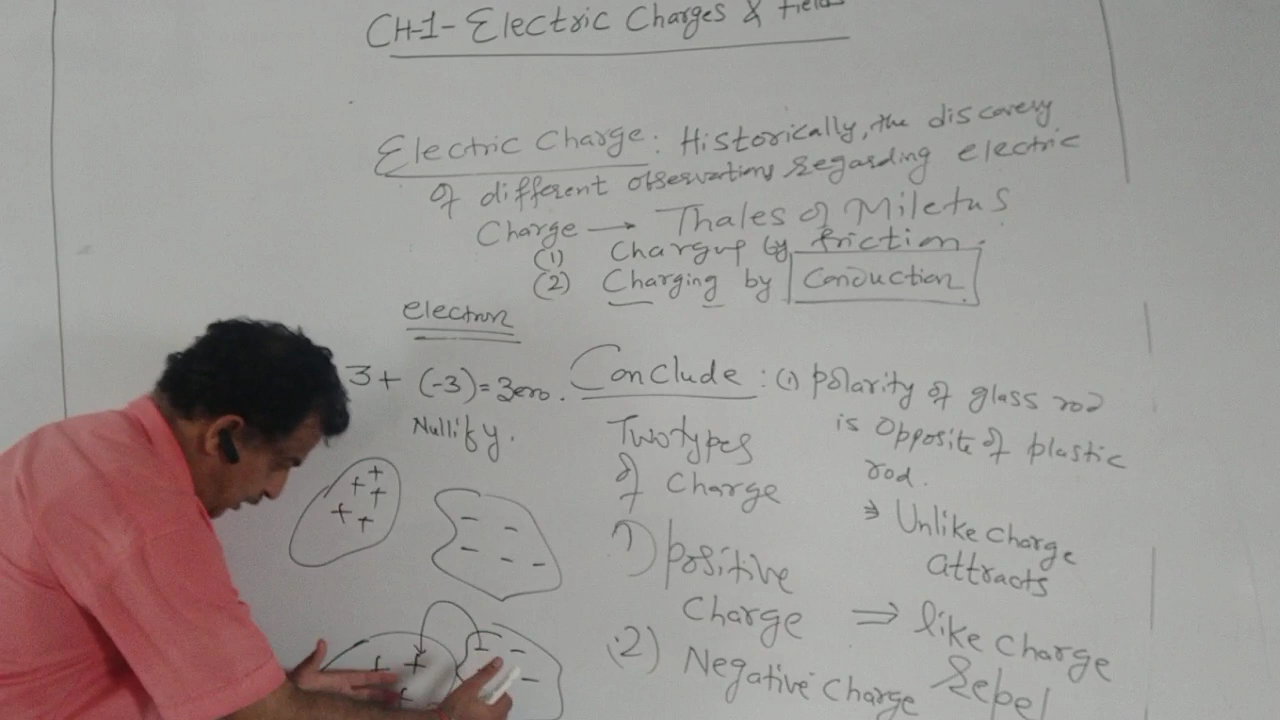 CH-1- Electric Charges & Fields
Electric Charge: Historically, the discovery
of different observations regarding electric
Charge → Thales of Miletus
(1) Chargup by friction.
(2) Charging by Conduction.
electron
3+ (-3) = Zero.
Nullify.
Conclude : (1) polarity of glass rod
is opposite of plastic
rod.
Two types
of Charge
⇒ Unlike charge
attracts
1) positive
Charge
⇒ like charge
Repel
(2) Negative charge
+ +
+ +
+ +
- -
- - -
+ +
+
- -
-